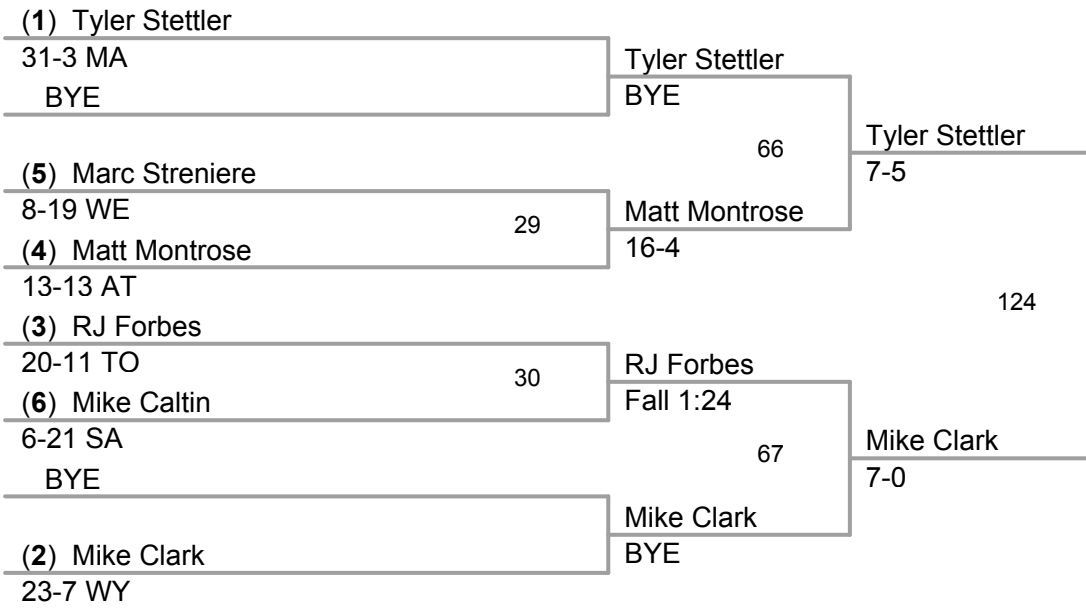 (1) Tyler Stettler
31-3 MA
BYE
(5) Marc Streniere
8-19 WE
(4) Matt Montrose
13-13 AT
(3) RJ Forbes
20-11 TO
(6) Mike Caltin
6-21 SA
BYE
(2) Mike Clark
23-7 WY
29
30
Tyler Stettler
BYE
Matt Montrose
16-4
RJ Forbes
Fall 1:24
Mike Clark
BYE
66
67
Tyler Stettler
7-5
Mike Clark
7-0
124